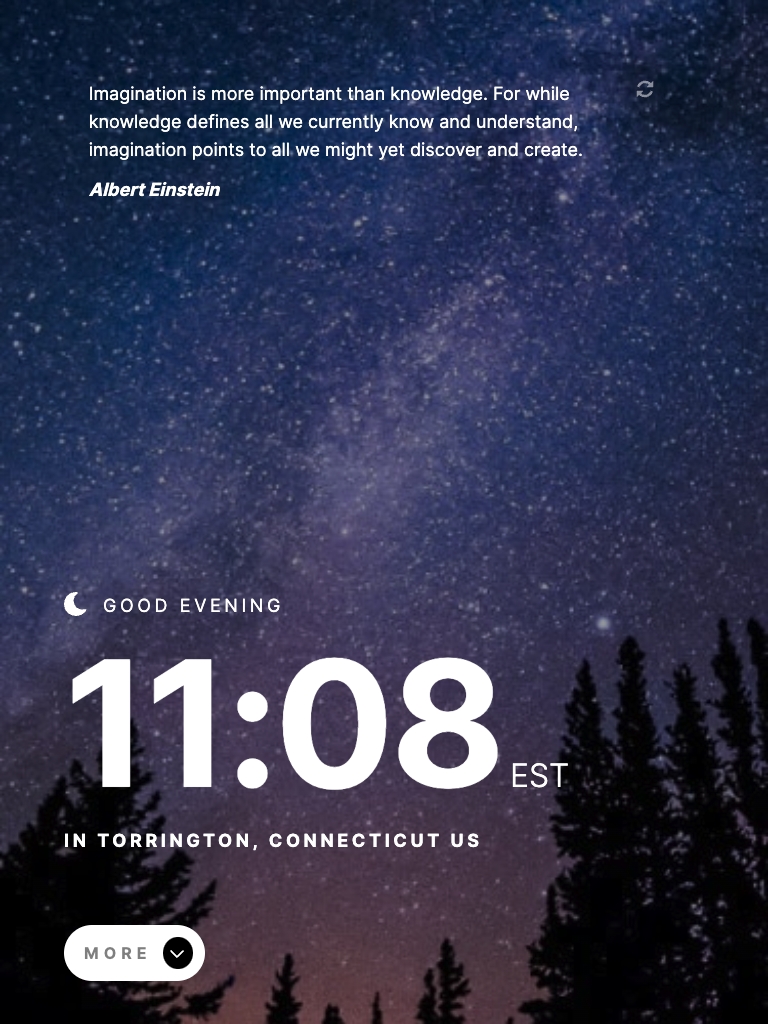 Imagination is more important than knowledge. For while
knowledge defines all we currently know and understand,
imagination points to all we might yet discover and create.
Albert Einstein
GOOD EVENING
11:08 EST
IN TORRINGTON, CONNECTICUT US
MORE